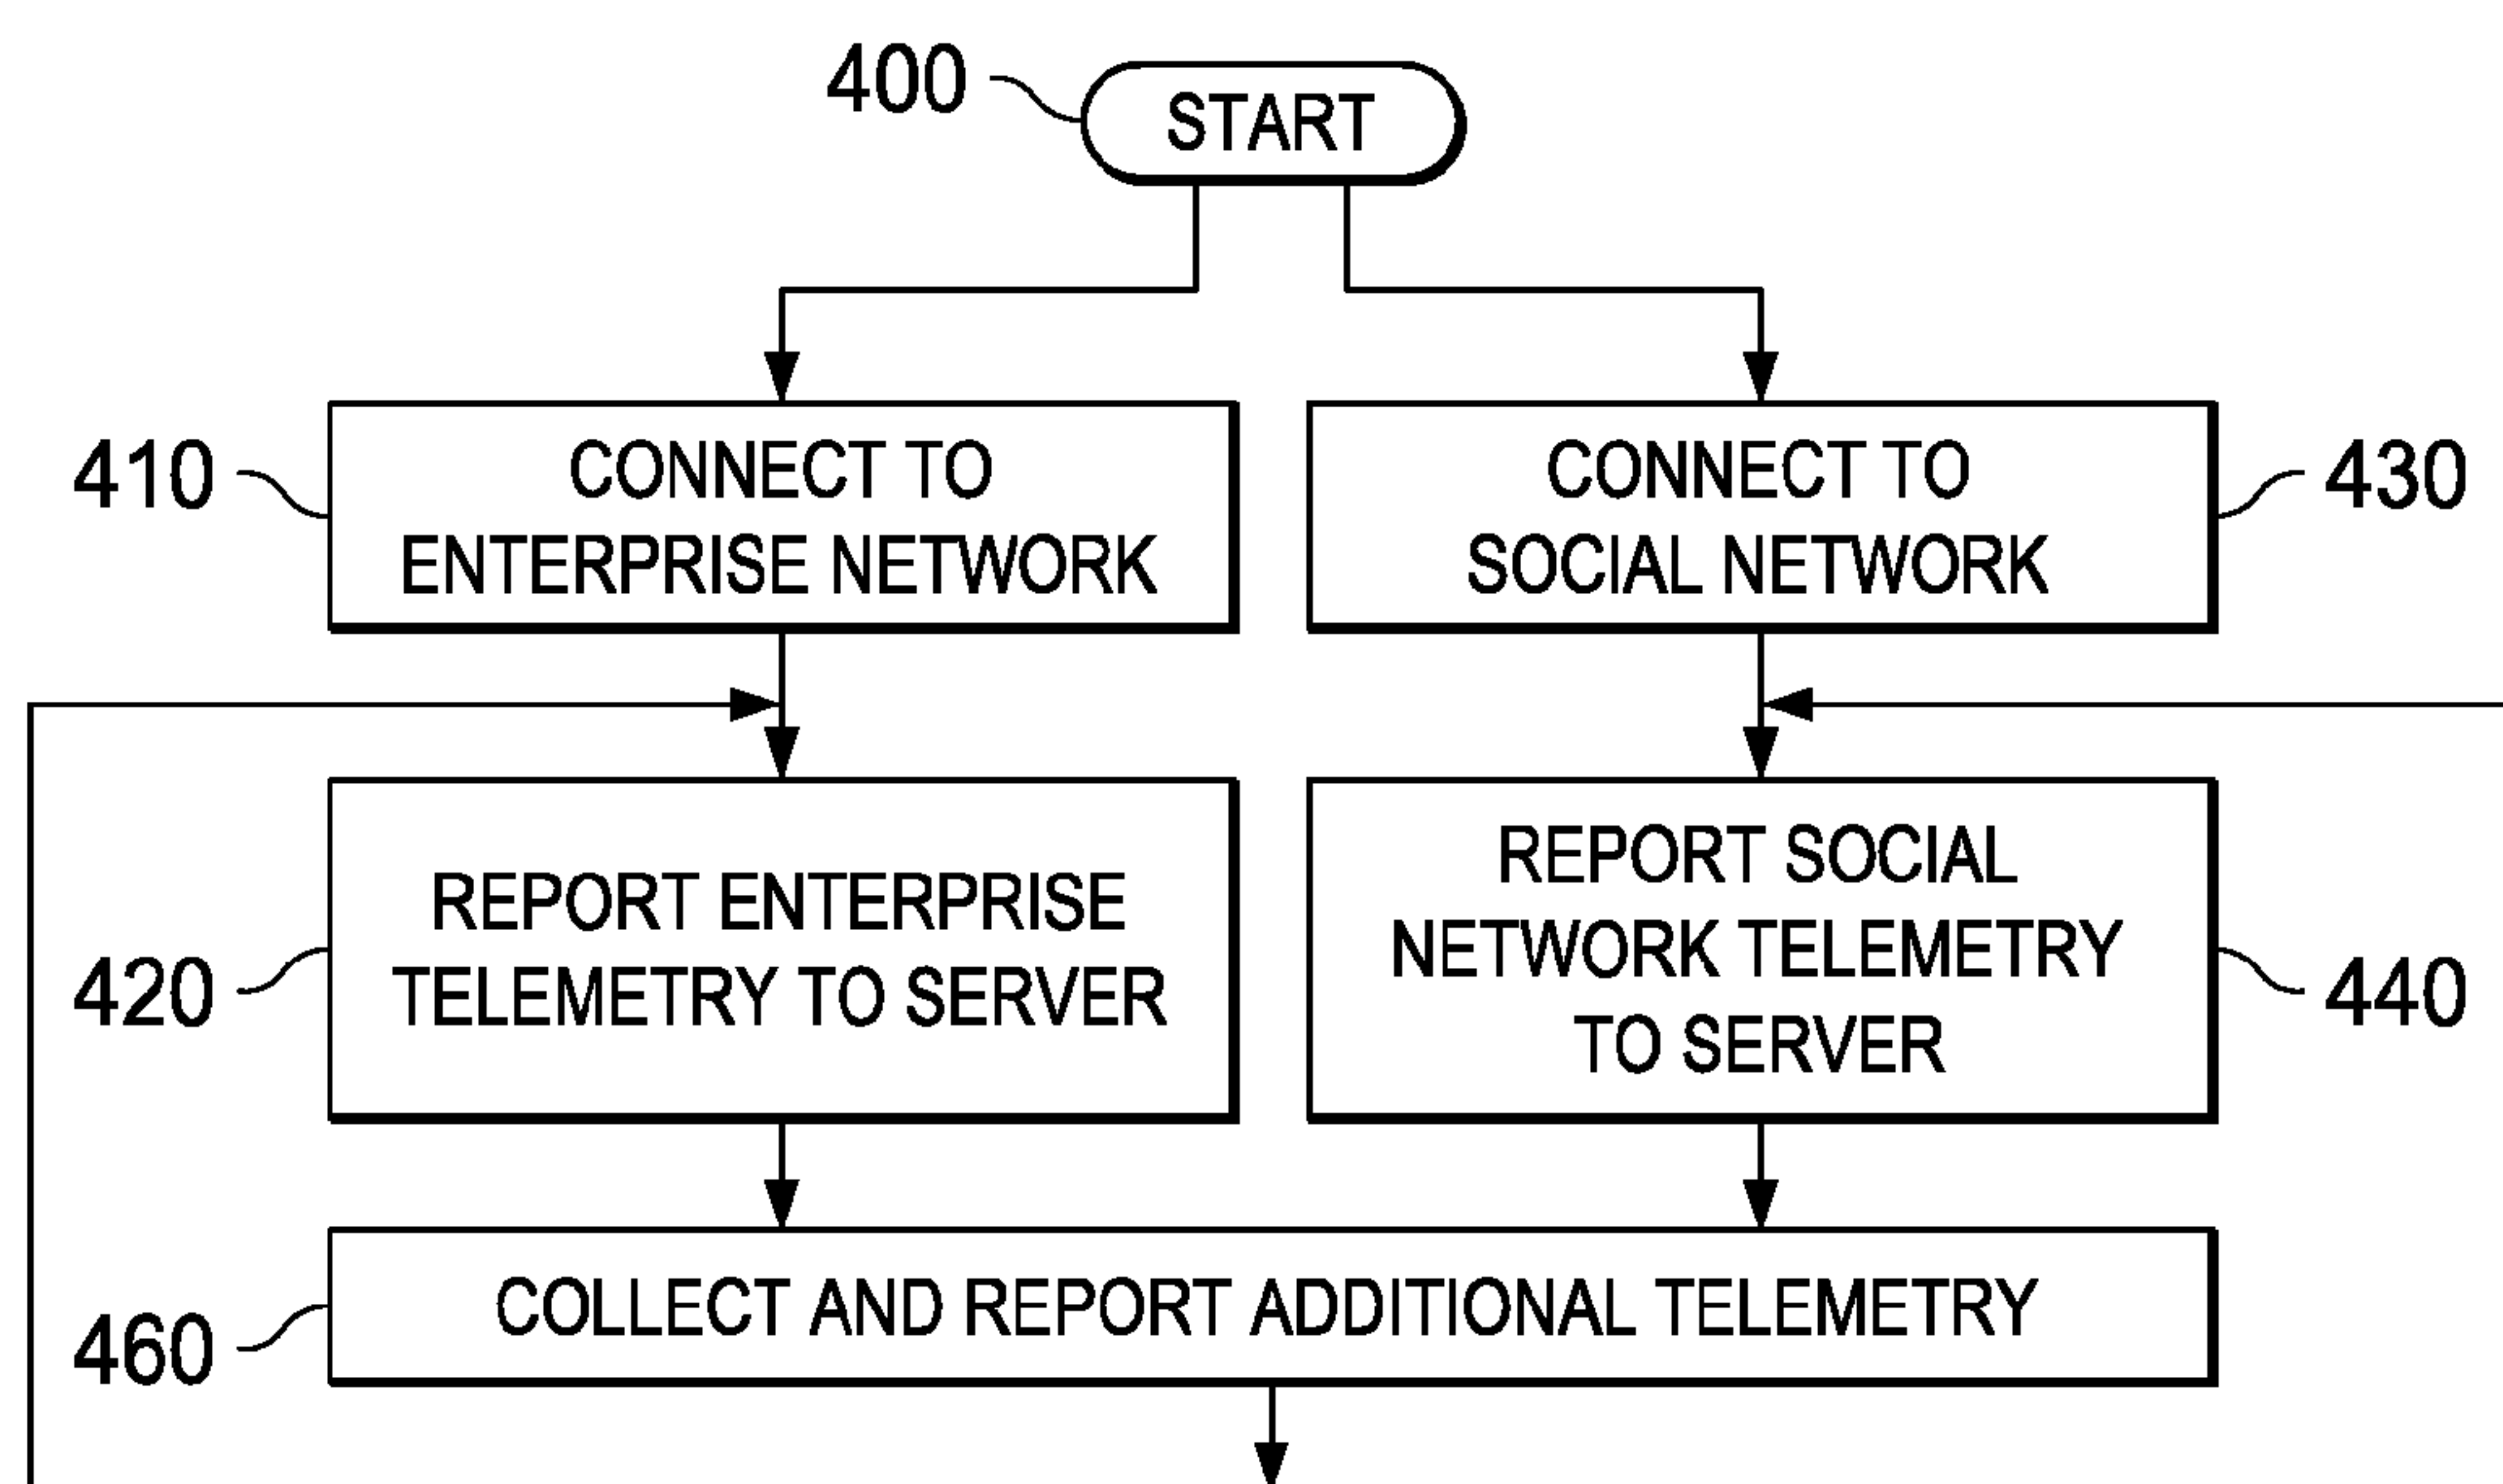 400
START
410
CONNECT TO
ENTERPRISE NETWORK
CONNECT TO
SOCIAL NETWORK
430
420
REPORT ENTERPRISE
TELEMETRY TO SERVER
REPORT SOCIAL
NETWORK TELEMETRY
TO SERVER
440
460
COLLECT AND REPORT ADDITIONAL TELEMETRY